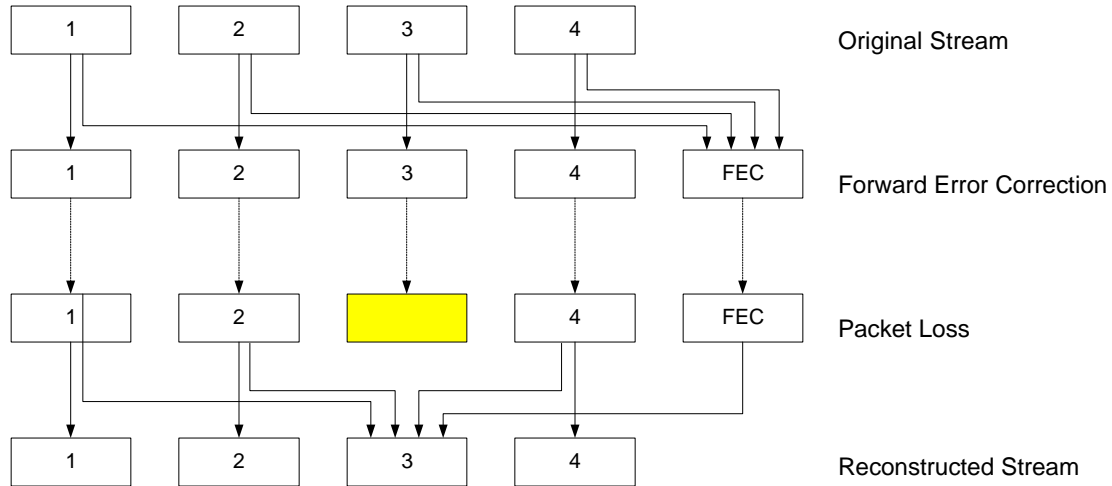 1 2 3 4 Original Stream
1 2 3 4 FEC Forward Error Correction
1 2 4 FEC Packet Loss
1 2 3 4 Reconstructed Stream